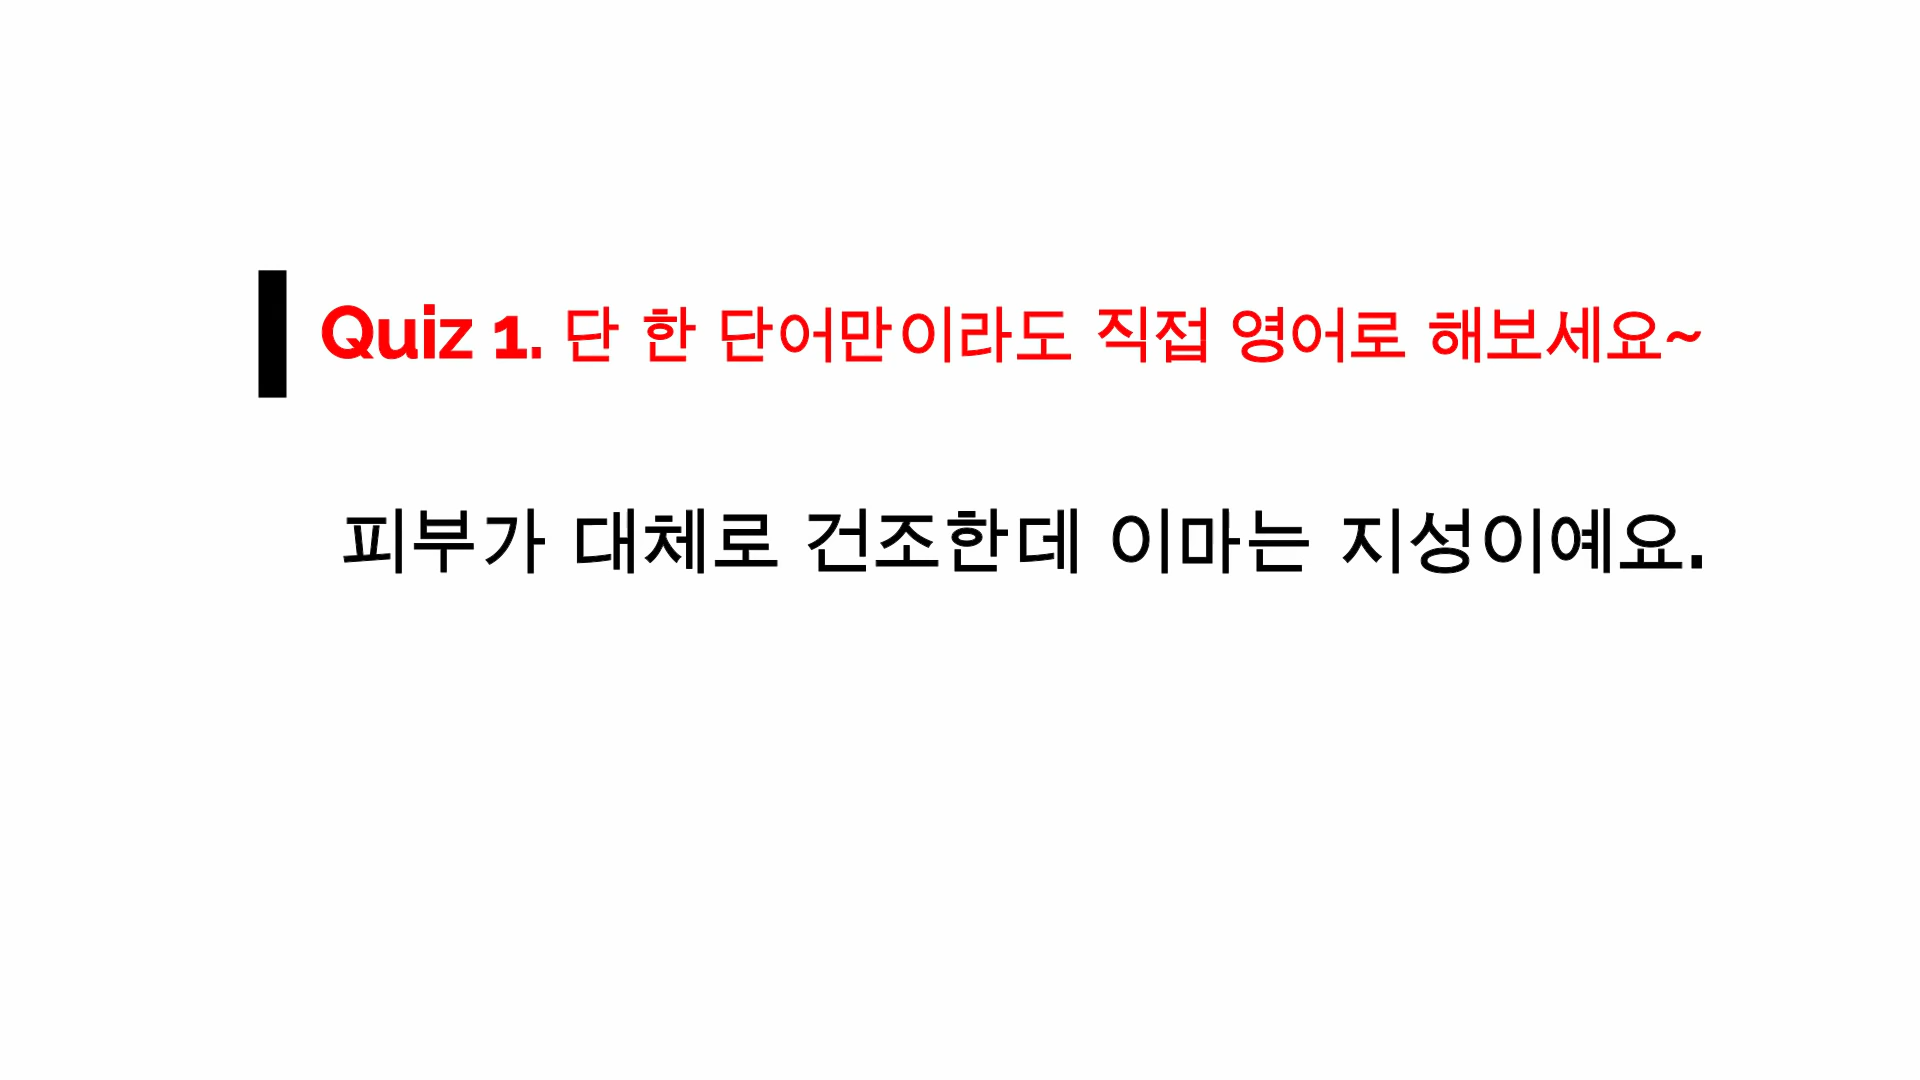 Quiz 1. 단 한 단어만이라도 직접 영어로 해보세요~
피부가 대체로 건조한데 이마는 지성이예요.